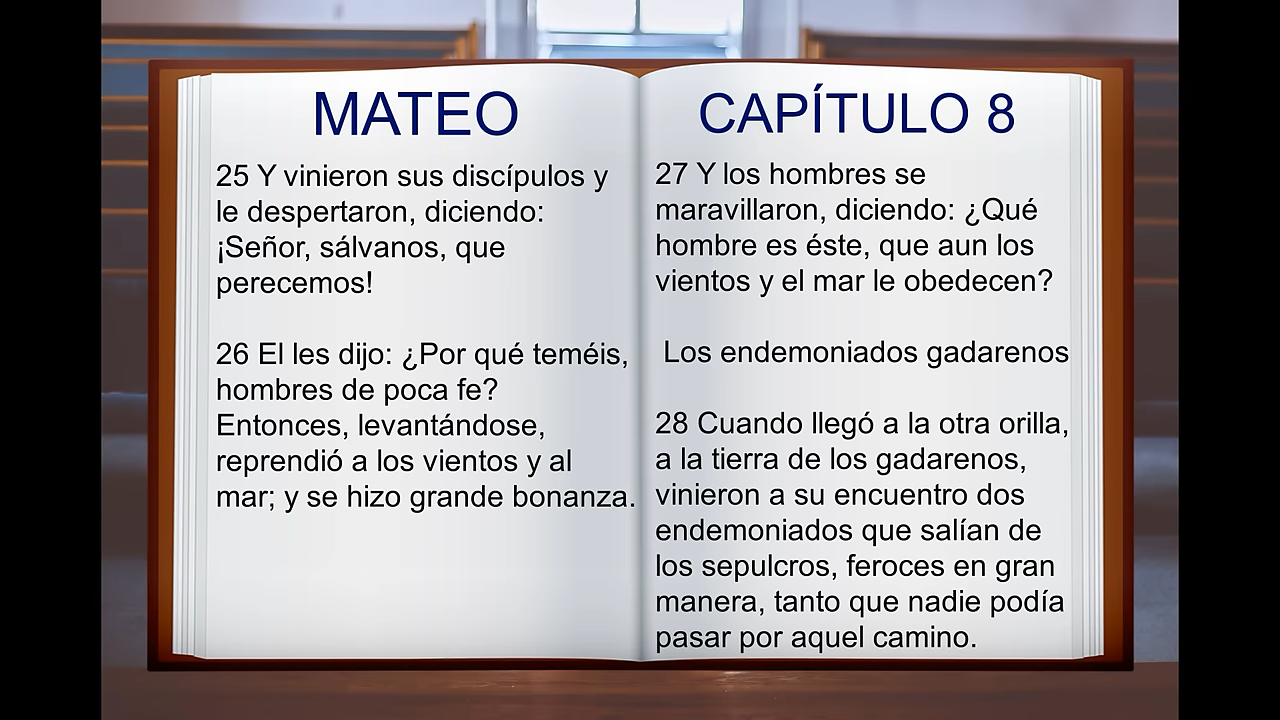 MATEO
25 Y vinieron sus discípulos y
le despertaron, diciendo:
¡Señor, sálvanos, que
perecemos!
26 El les dijo: ¿Por qué teméis,
hombres de poca fe?
Entonces, levantándose,
reprendió a los vientos y al
mar; y se hizo grande bonanza.
CAPÍTULO 8
27 Y los hombres se
maravillaron, diciendo: ¿Qué
hombre es éste, que aun los
vientos y el mar le obedecen?
Los endemoniados gadarenos
28 Cuando llegó a la otra orilla,
a la tierra de los gadarenos,
vinieron a su encuentro dos
endemoniados que salían de
los sepulcros, feroces en gran
manera, tanto que nadie podía
pasar por aquel camino.